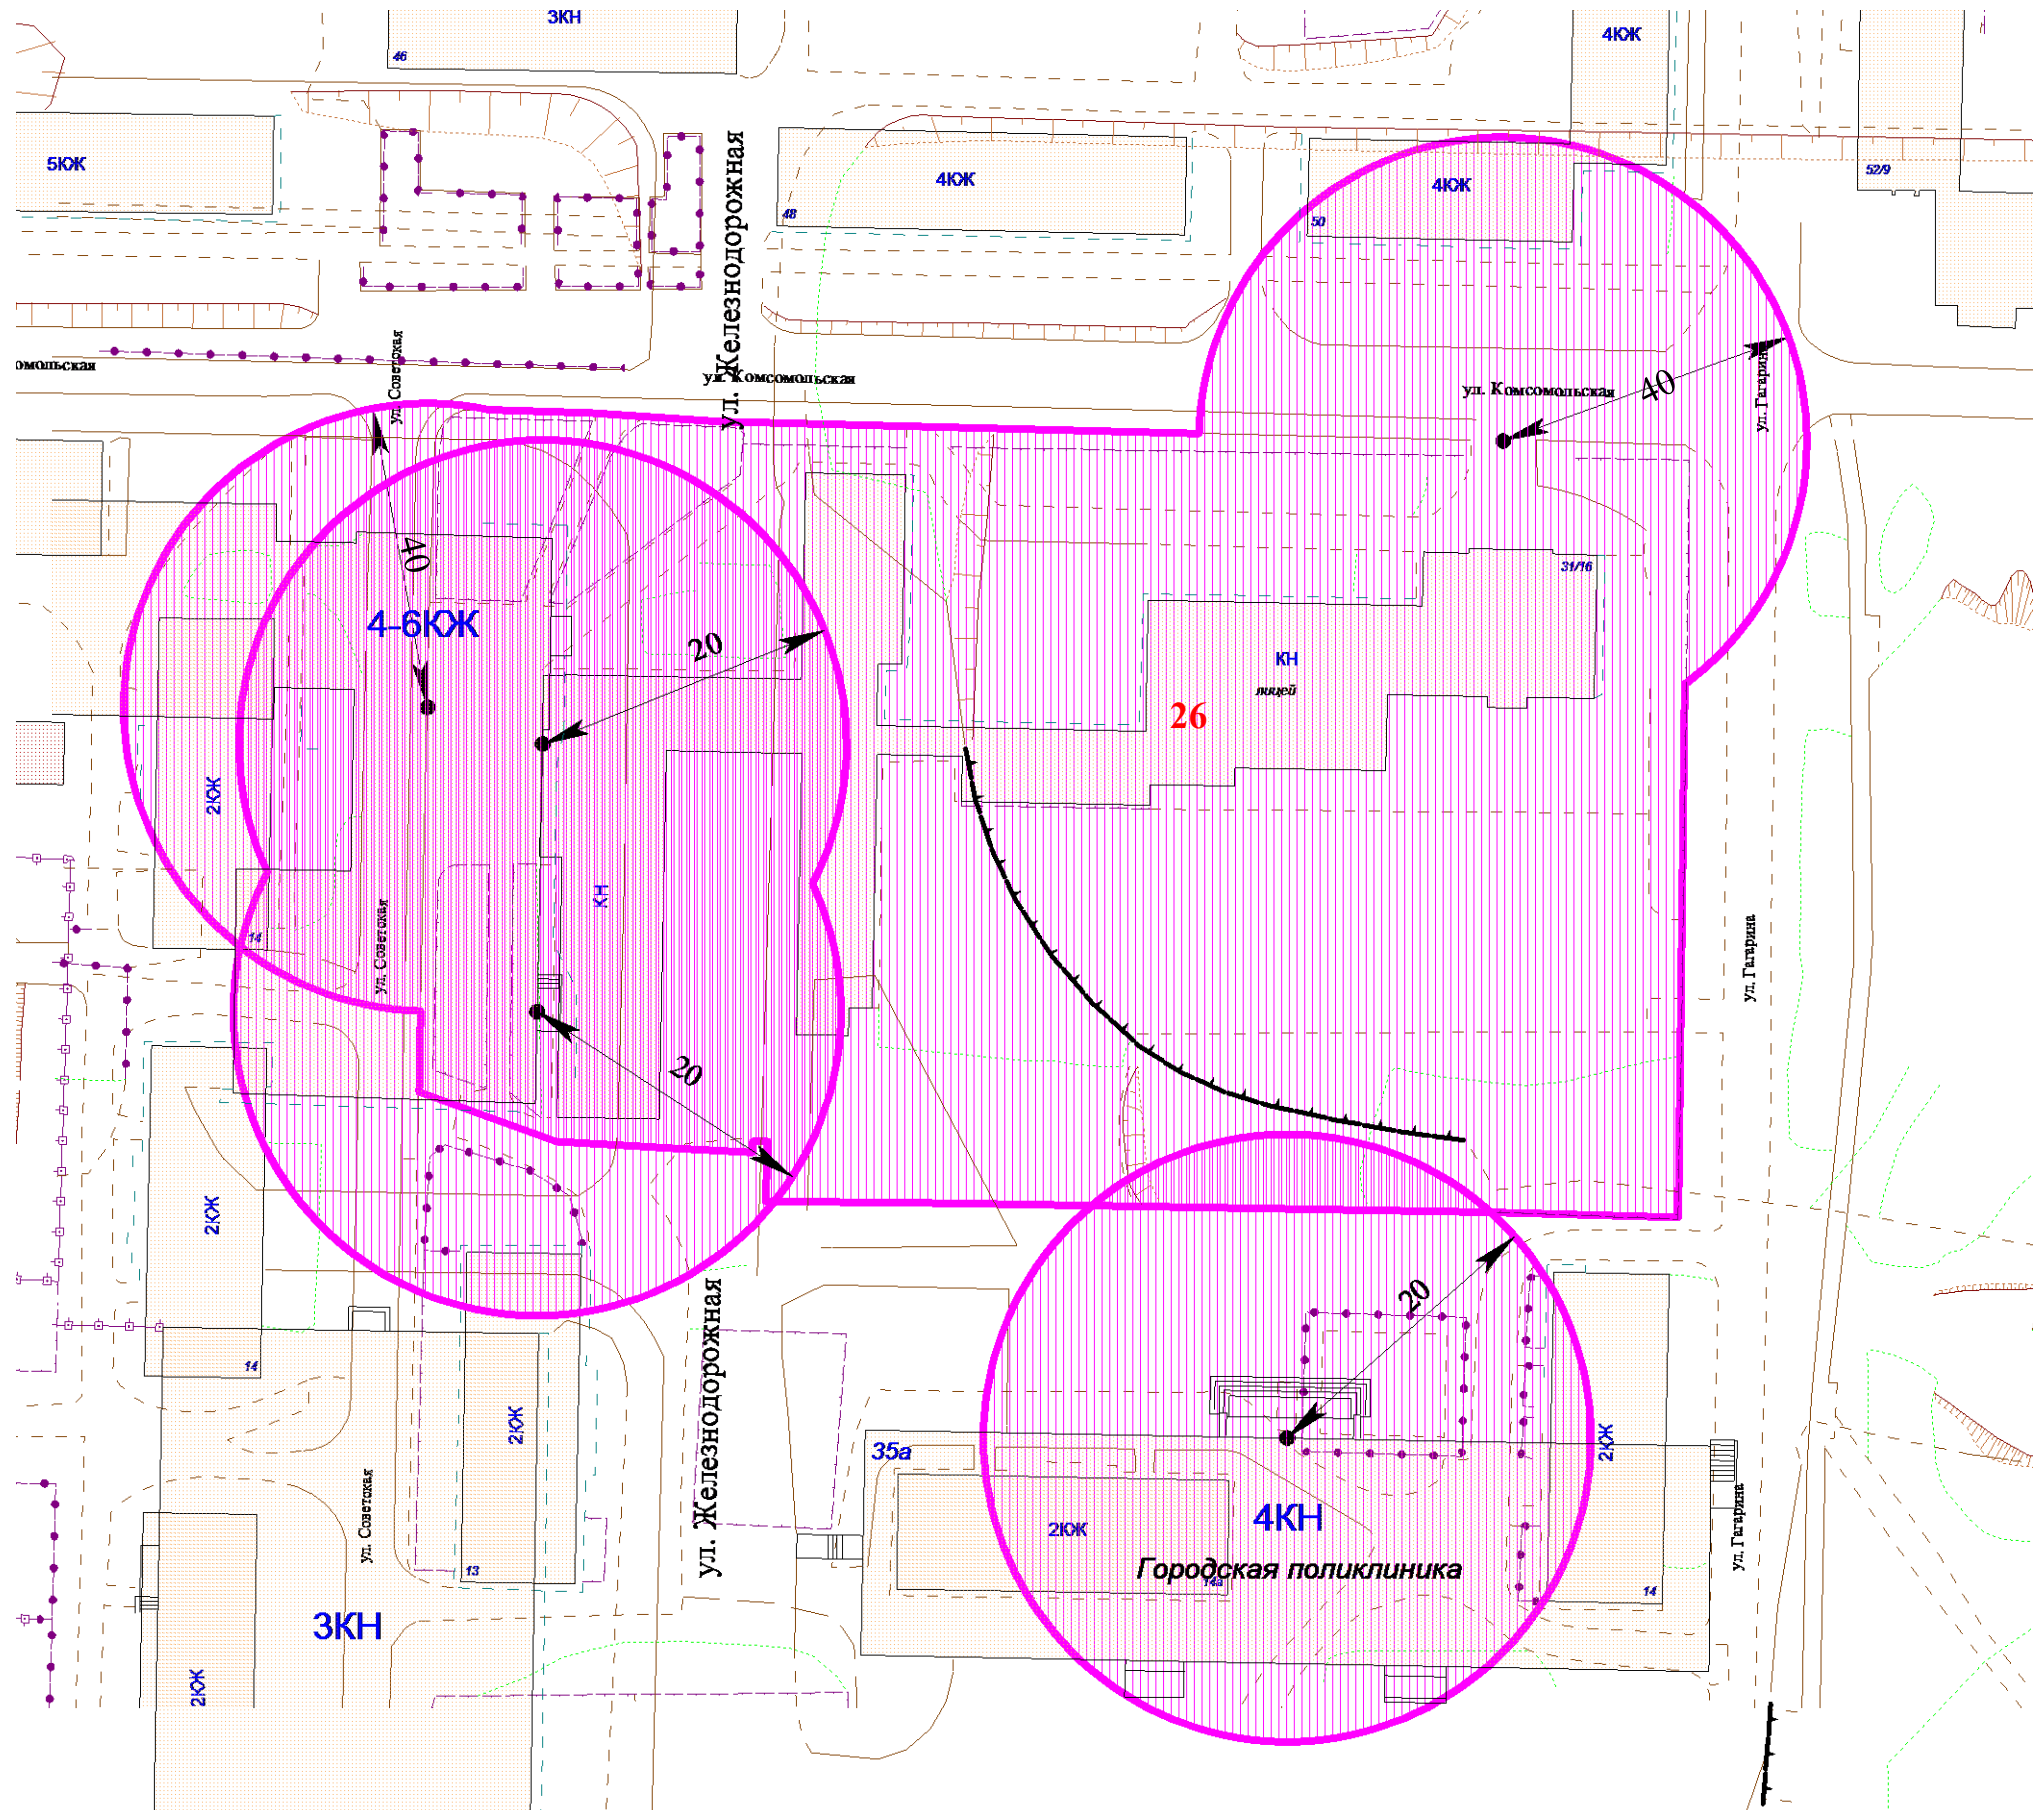 3КН
46
4КЖ
5КЖ
4КЖ
48
4КЖ
50
52/9
ул. Железнодорожная
ул. Советская
омольская
ул. Комсомольская
ул. Комсомольская
40
ул. Гагарина
40
4-6КЖ
20
31/16
КН
лицей
26
2КЖ
КН
14
ул. Советская
ул. Гагарина
20
2КЖ
14
20
ул. Железнодорожная
2КЖ
13
ул. Советская
35а
2КЖ
4КН
Городская поликлиника
14а
2КЖ
14
ул. Гагарина
3КН
2КЖ